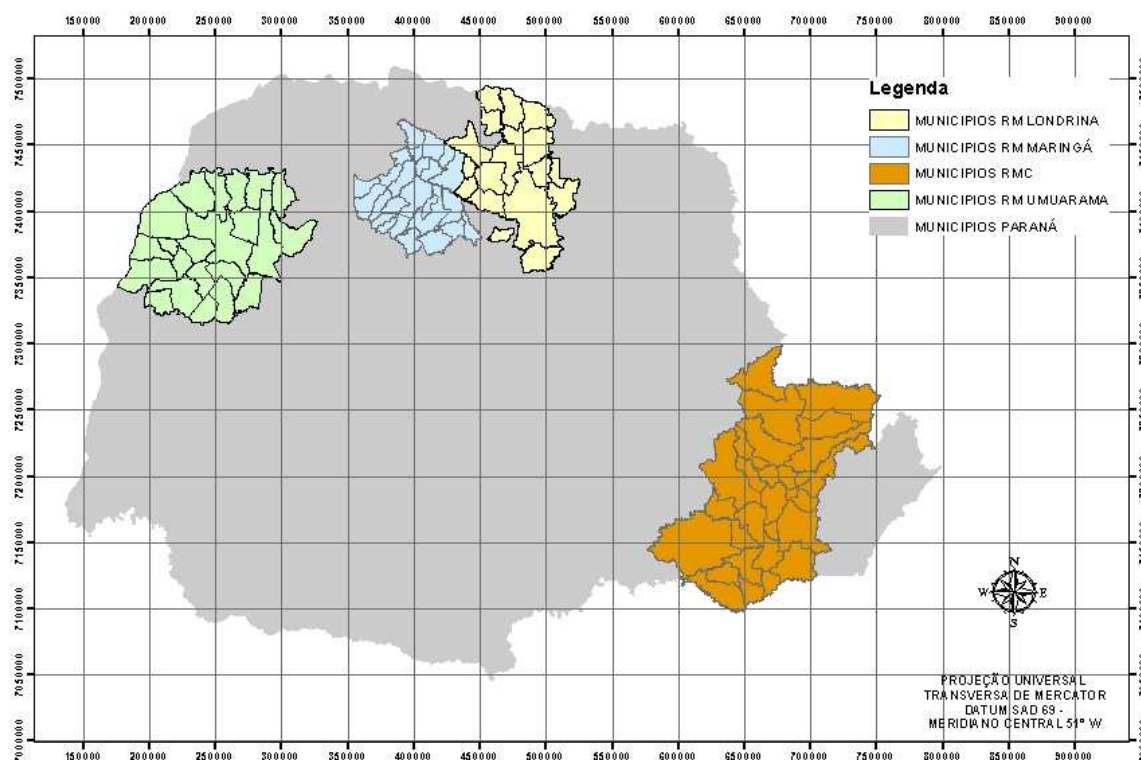 100000 150000 200000 250000 300000 350000 400000 450000 500000 550000 600000 650000 700000 750000 800000 850000 900000
7500000
7450000
7400000
7350000
7300000
7250000
7200000
7150000
7100000
7050000
7000000
Legenda
MUNICIPIOS RM LONDRINA
MUNICIPIOS RM MARINGÁ
MUNICIPIOS RMC
MUNICIPIOS RM UMUARAMA
MUNICIPIOS PARANÁ
N
W E
S
PROJEÇÃO UNIVERSAL
TRANSVERSA DE MERCATOR
DATUM SAD 69 -
MERIDIANO CENTRAL 51° W
100000 150000 200000 250000 300000 350000 400000 450000 500000 550000 600000 650000 700000 750000 800000 850000 900000